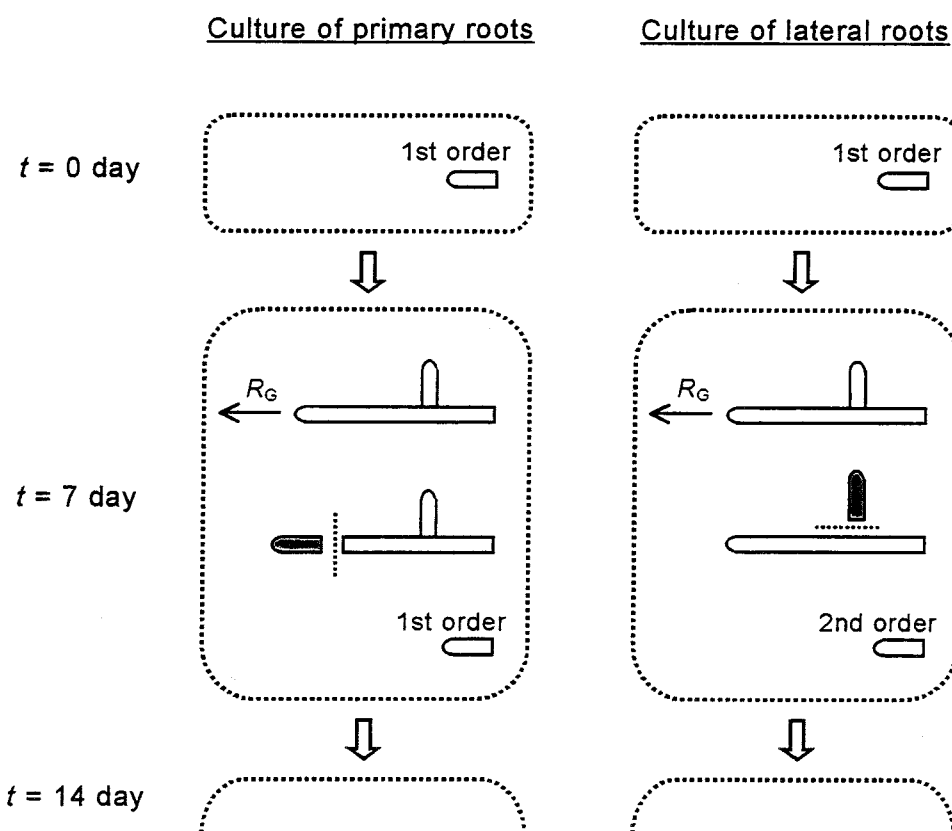 Culture of primary roots
Culture of lateral roots
t = 0 day
1st order
1st order
R_G
R_G
t = 7 day
1st order
2nd order
t = 14 day